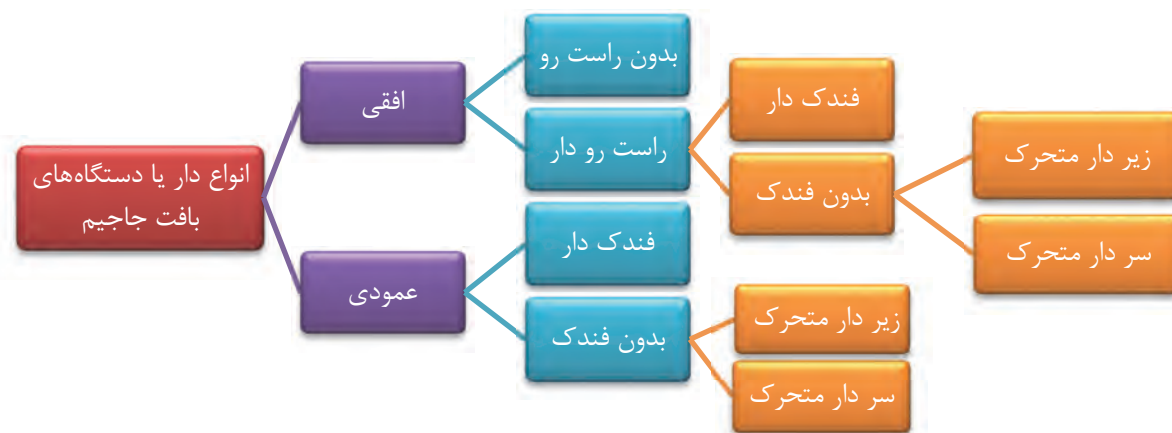 انواع دار یا دستگاه‌های
بافت جاجیم
افقی
بدون راست رو
راست رو دار
فندک دار
بدون فندک
زیر دار متحرک
سر دار متحرک
عمودی
فندک دار
بدون فندک
زیر دار متحرک
سر دار متحرک